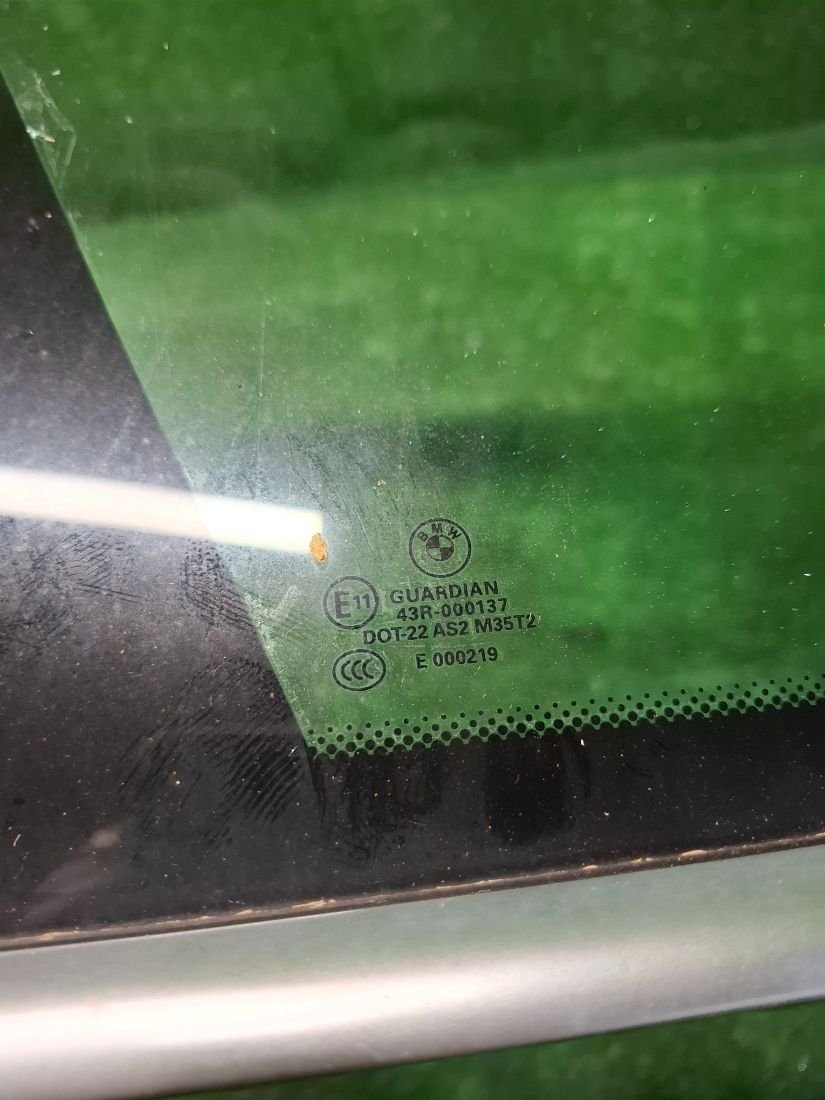 BMW
E11
GUARDIAN
43R-000137
DOT-22 AS2 M35T2
CCC
E 000219